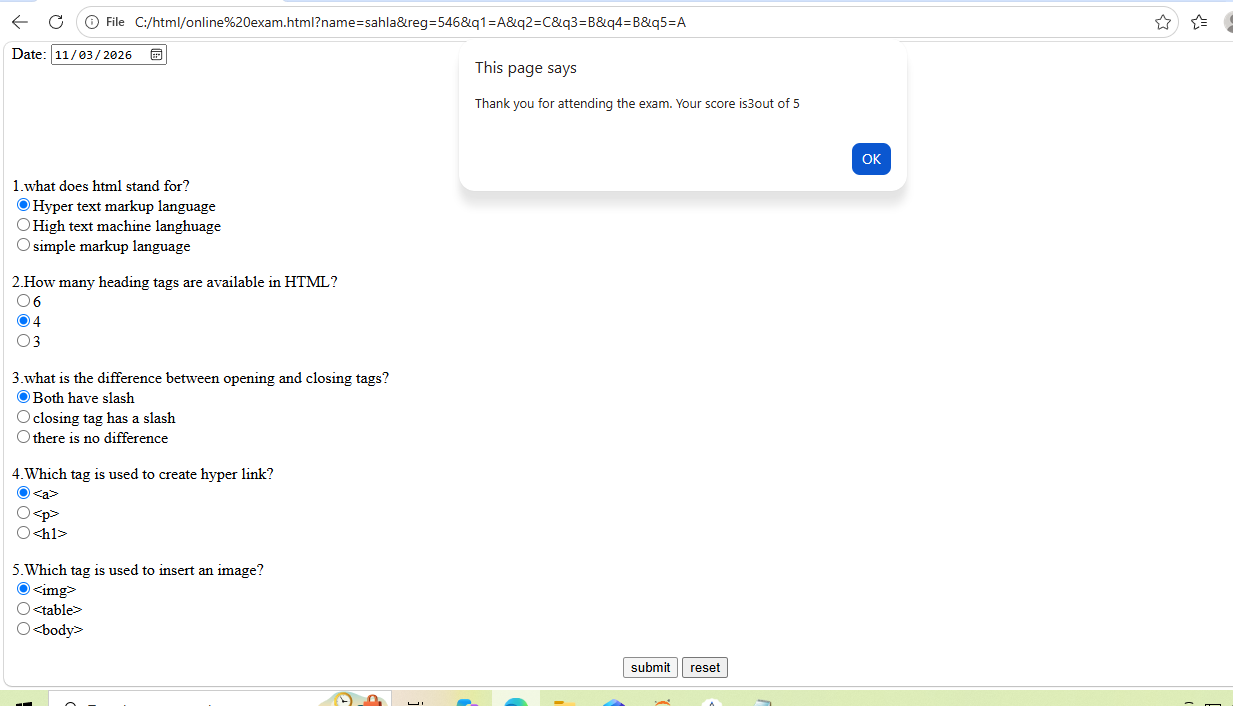 File C:/html/online%20exam.html?name=sahla&reg=546&q1=A&q2=C&q3=B&q4=B&q5=A
Date: 11/03/2026
This page says
Thank you for attending the exam. Your score is3out of 5
OK
1.what does html stand for?
Hyper text markup language
High text machine langhuage
simple markup language
2.How many heading tags are available in HTML?
6
4
3
3.what is the difference between opening and closing tags?
Both have slash
closing tag has a slash
there is no difference
4.Which tag is used to create hyper link?
<a>
<p>
<h1>
5.Which tag is used to insert an image?
<img>
<table>
<body>
submit reset